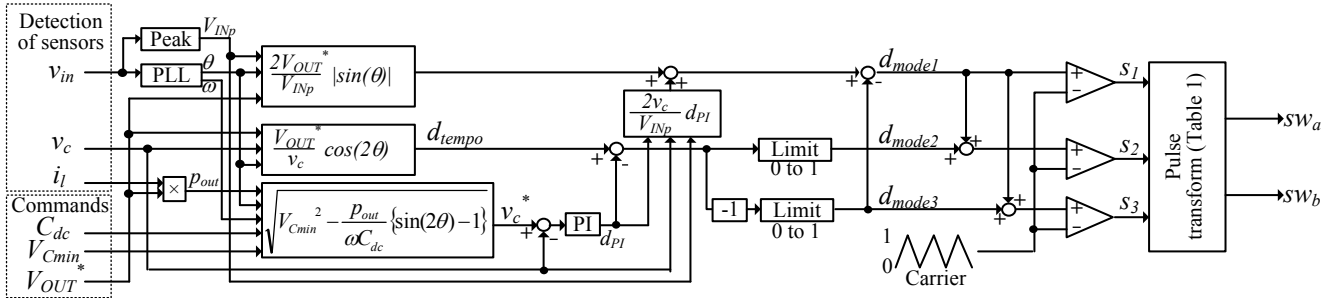 Detection
of sensors
v_in
v_c
i_l
Commands
C_dc
V_Cmin
V_OUT*
Peak
V_INp
PLL
θ
ω
×
p_out
2V_OUT*/V_INp |sin(θ)|
V_OUT*/v_c cos(2θ)
√(V_Cmin² − p_out/(ωC_dc) {sin(2θ)−1})
d_tempo
v_c*
+
-
PI
d_PI
2v_c/V_INp d_PI
+
+
+
-
+
-
-1
Limit
0 to 1
Limit
0 to 1
d_mode1
d_mode2
d_mode3
+
+
+
+
1
0
Carrier
+
−
+
−
+
−
s_1
s_2
s_3
Pulse
transform (Table 1)
sw_a
sw_b